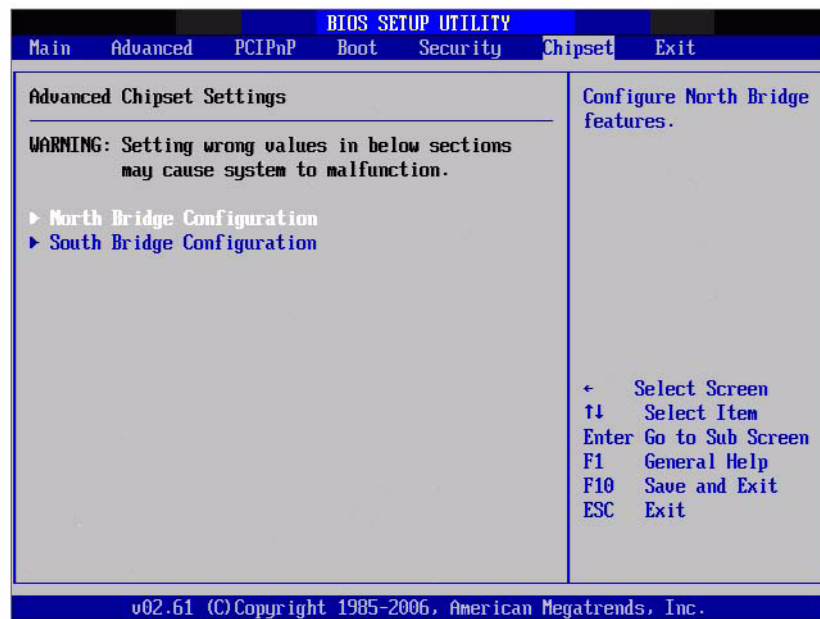 BIOS SETUP UTILITY
Main Advanced PCIPnP Boot Security Chipset Exit
Advanced Chipset Settings
WARNING: Setting wrong values in below sections
may cause system to malfunction.
▶ North Bridge Configuration
▶ South Bridge Configuration
Configure North Bridge
features.
← Select Screen
↑↓ Select Item
Enter Go to Sub Screen
F1 General Help
F10 Save and Exit
ESC Exit
v02.61 (C)Copyright 1985-2006, American Megatrends, Inc.